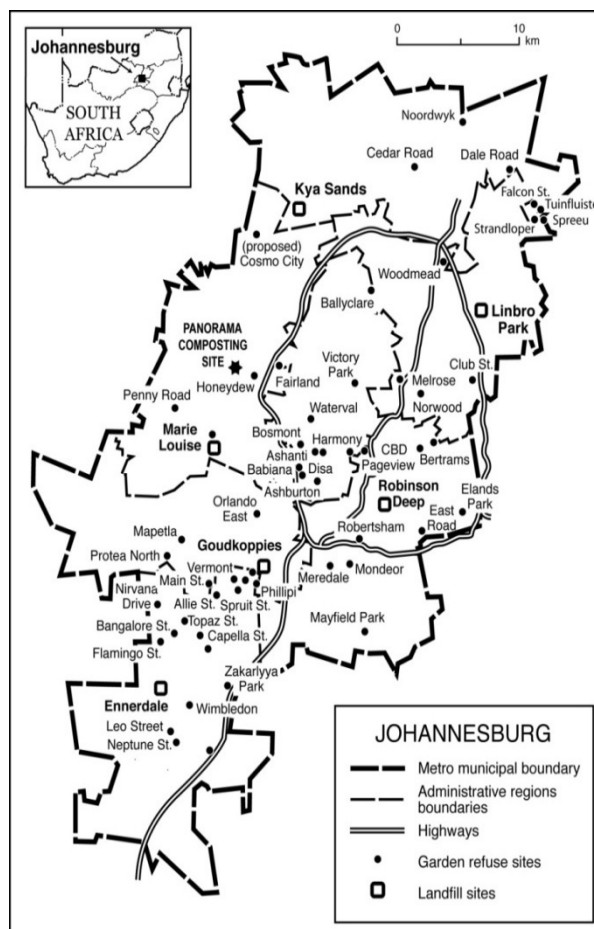 Johannesburg
SOUTH
AFRICA
0
10
km
Noordwyk
Cedar Road
Dale Road
Falcon St.
Tuinfluiste
Spreeu
Strandloper
Kya Sands
(proposed)
Cosmo City
Woodmead
Ballyclare
Linbro
Park
PANORAMA
COMPOSTING
SITE
Honeydew
Fairland
Victory
Park
Club St.
Melrose
Norwood
Penny Road
Waterval
Marie
Louise
Bosmont
Harmony
Ashanti
CBD
Pageview
Bertrams
Babiana
Disa
Ashburton
Robinson
Deep
Elands
Park
Orlando
East
East
Road
Mapetla
Robertsham
Goudkoppies
Protea North
Vermont
Meredale
Mondeor
Main St.
Phillipi
Nirvana
Drive
Allie St.
Spruit St.
Topaz St.
Mayfield Park
Bangalore St.
Capella St.
Flamingo St.
Zakariyya
Park
Ennerdale
Wimbledon
Leo Street
Neptune St.
JOHANNESBURG
Metro municipal boundary
Administrative regions
boundaries
Highways
Garden refuse sites
Landfill sites